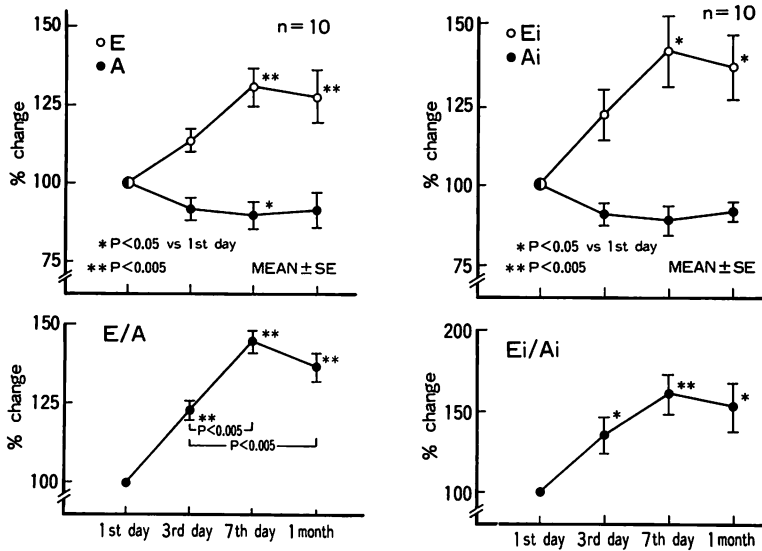 n=10
E
A
150
125
100
75
% change
**
**
*
* P<0.05 vs 1st day
** P<0.005
MEAN ± SE
n=10
Ei
Ai
150
125
100
75
% change
*
*
* P<0.05 vs 1st day
** P<0.005
MEAN ± SE
E/A
150
125
100
% change
**
**
**
P<0.005
P<0.005
1st day 3rd day 7th day 1 month
Ei/Ai
200
150
100
% change
*
**
*
1st day 3rd day 7th day 1 month